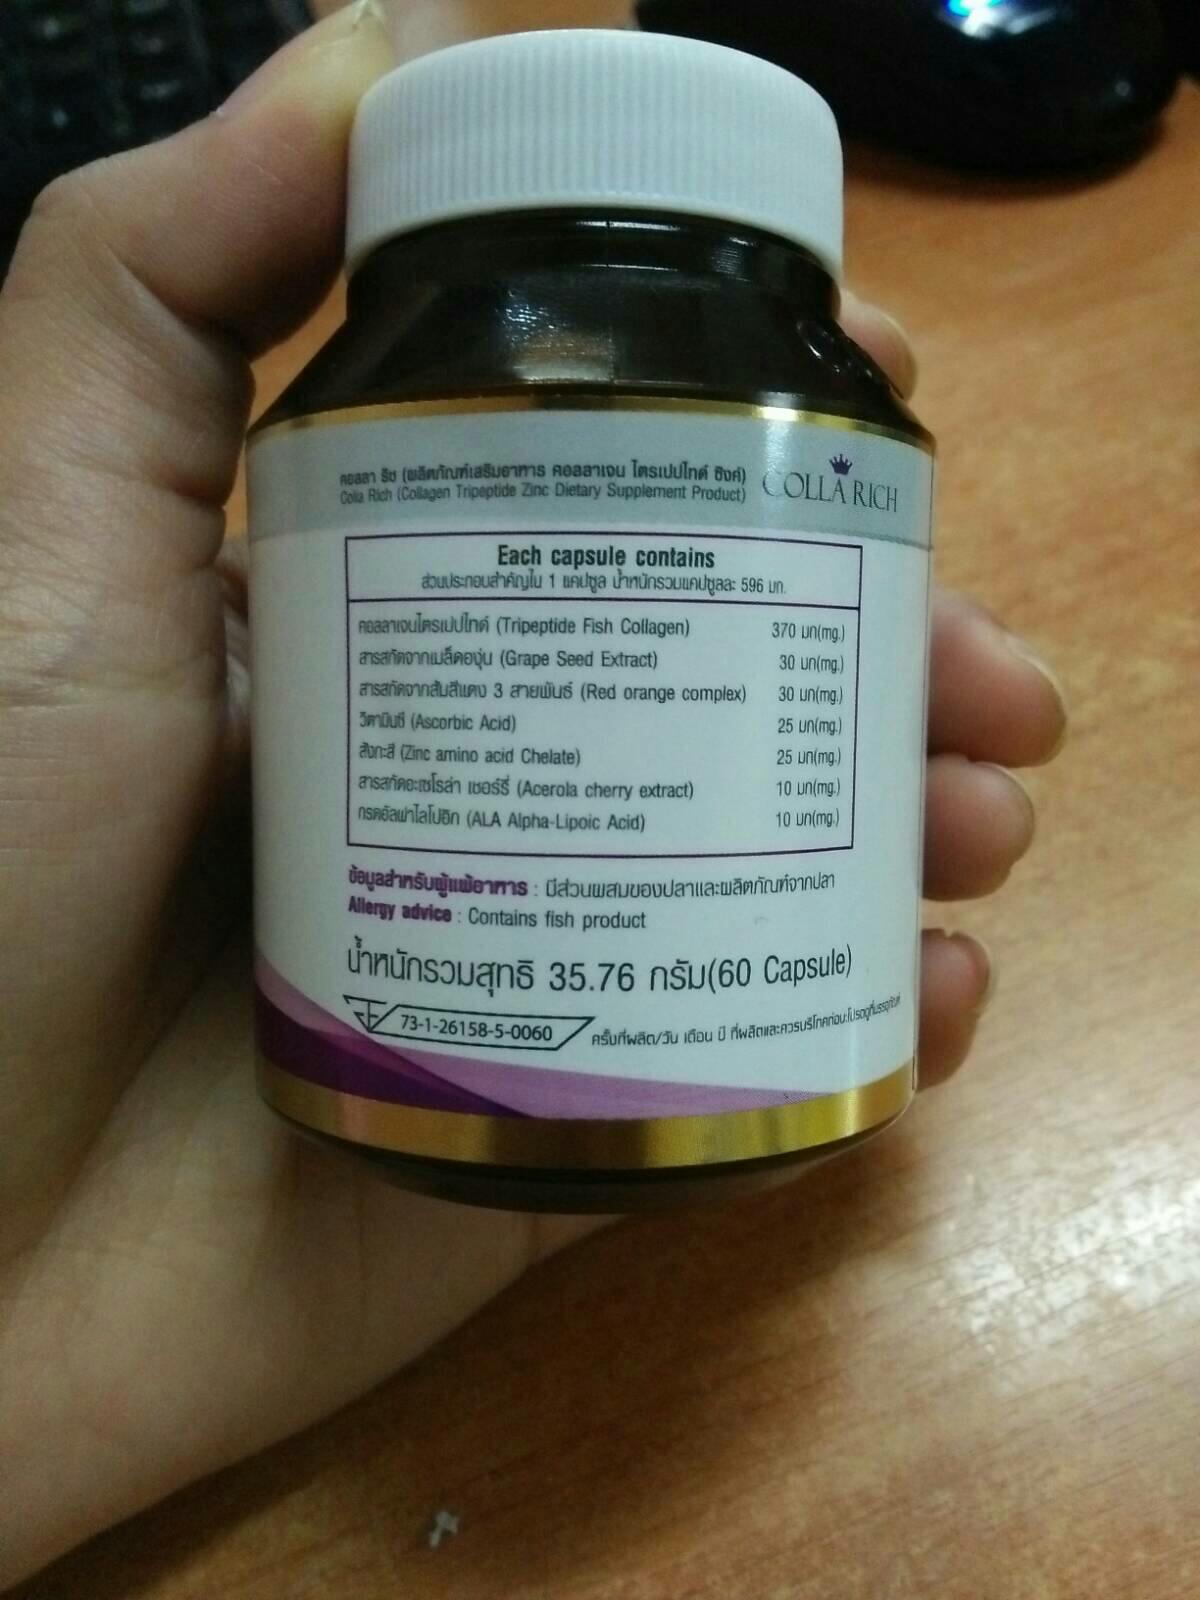 คอลลา ริช (ผลิตภัณฑ์เสริมอาหาร คอลลาเจน ไตรเปปไทด์ ซิงค์)
Colla Rich (Collagen Tripeptide Zinc Dietary Supplement Product)
COLLA RICH
Each capsule contains
ส่วนประกอบสำคัญใน 1 แคปซูล น้ำหนักรวมแคปซูลละ 596 มก.
คอลลาเจนไตรเปปไทด์ (Tripeptide Fish Collagen) 370 มก(mg.)
สารสกัดจากเมล็ดองุ่น (Grape Seed Extract) 30 มก(mg.)
สารสกัดจากส้มสีแดง 3 สายพันธ์ (Red orange complex) 30 มก(mg.)
วิตามินซี (Ascorbic Acid) 25 มก(mg.)
สังกะสี (Zinc amino acid Chelate) 25 มก(mg.)
สารสกัดอะเซโรล่า เชอร์รี่ (Acerola cherry extract) 10 มก(mg.)
กรดอัลฟาไลโปอิก (ALA Alpha-Lipoic Acid) 10 มก(mg.)
ข้อมูลสำหรับผู้แพ้อาหาร : มีส่วนผสมของปลาและผลิตภัณฑ์จากปลา
Allergy advice : Contains fish product
น้ำหนักรวมสุทธิ 35.76 กรัม(60 Capsule)
73-1-26158-5-0060
ครั้งที่ผลิต/วัน เดือน ปี ที่ผลิตและควรบริโภคก่อน:โปรดดูที่บรรจุภัณฑ์